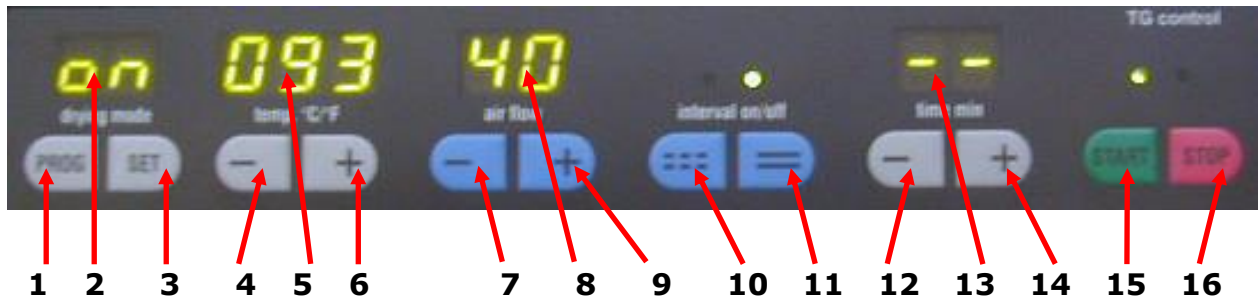 TG control
on 093 40 --
drying mode temp. °C/°F air flow interval on/off time min
PROG SET - + - + - + START STOP
1 2 3 4 5 6 7 8 9 10 11 12 13 14 15 16